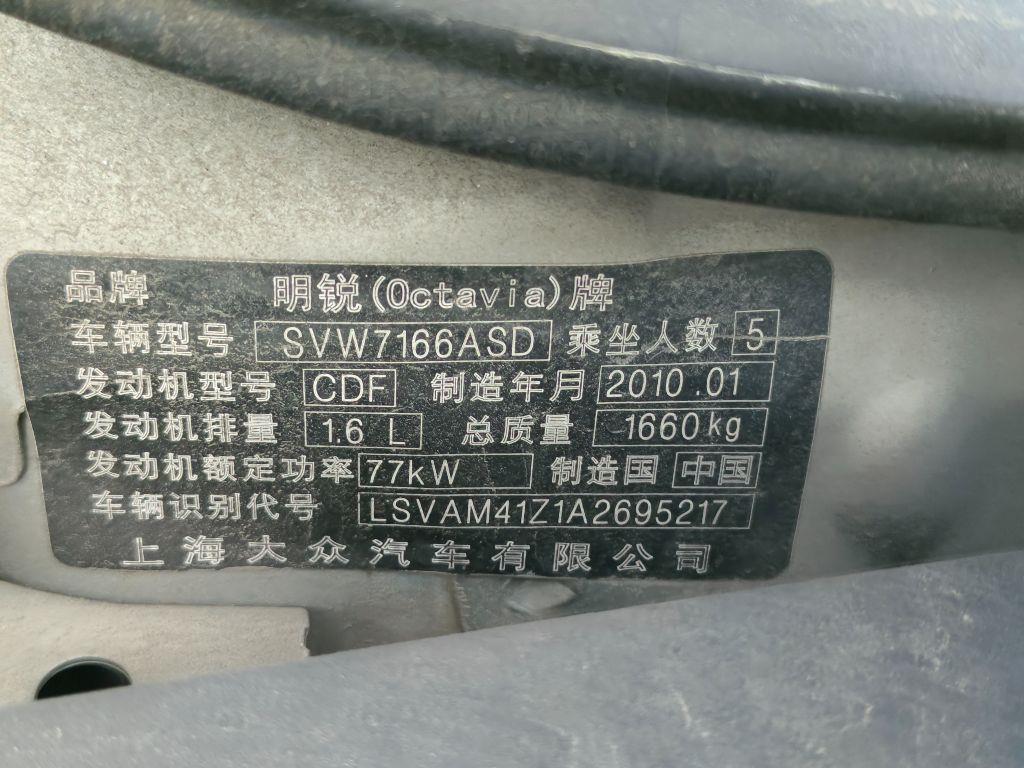 品牌 明锐(Octavia)牌
车辆型号 SVW7166ASD 乘坐人数 5
发动机型号 CDF 制造年月 2010.01
发动机排量 1.6 L 总质量 1660kg
发动机额定功率 77kW 制造国 中国
车辆识别代号 LSVAM41Z1A2695217
上海大众汽车有限公司